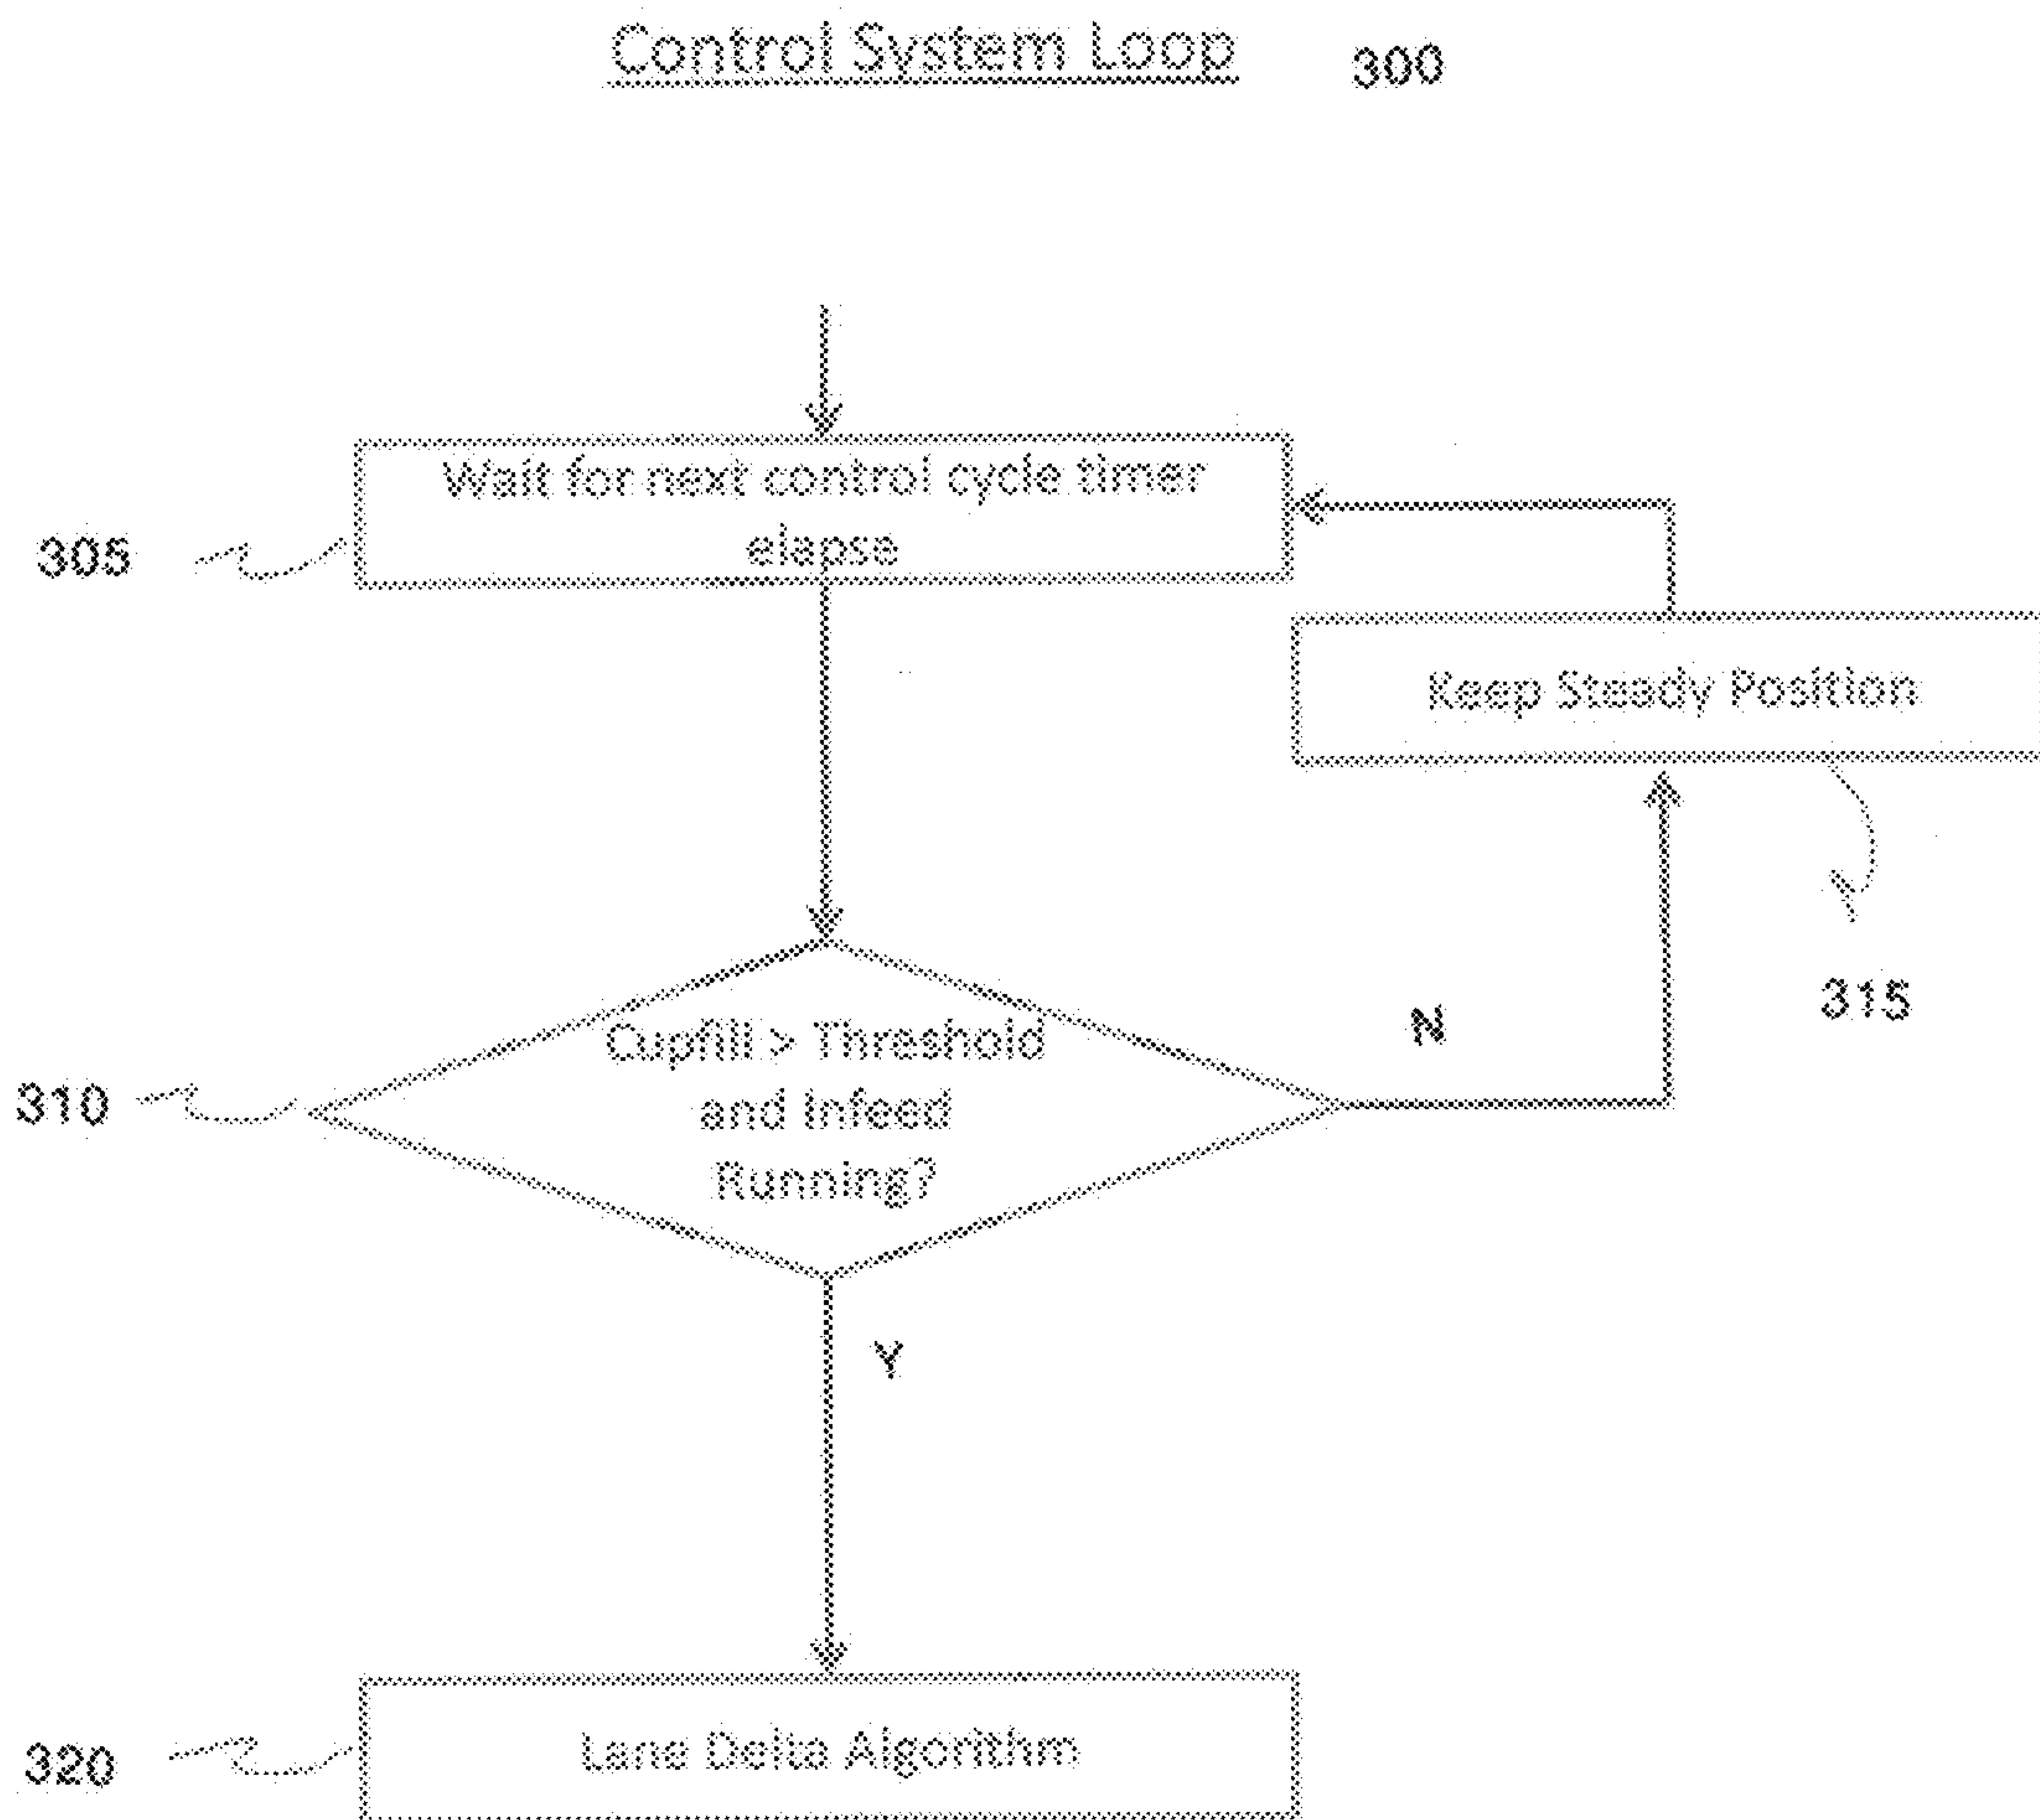 Control System Loop 300
Wait for next control cycle timer
elapse
305
Keep Steady Position
315
N
Cupfill > Threshold
and Infeed
Running?
310
Y
Lane Delta Algorithm
320